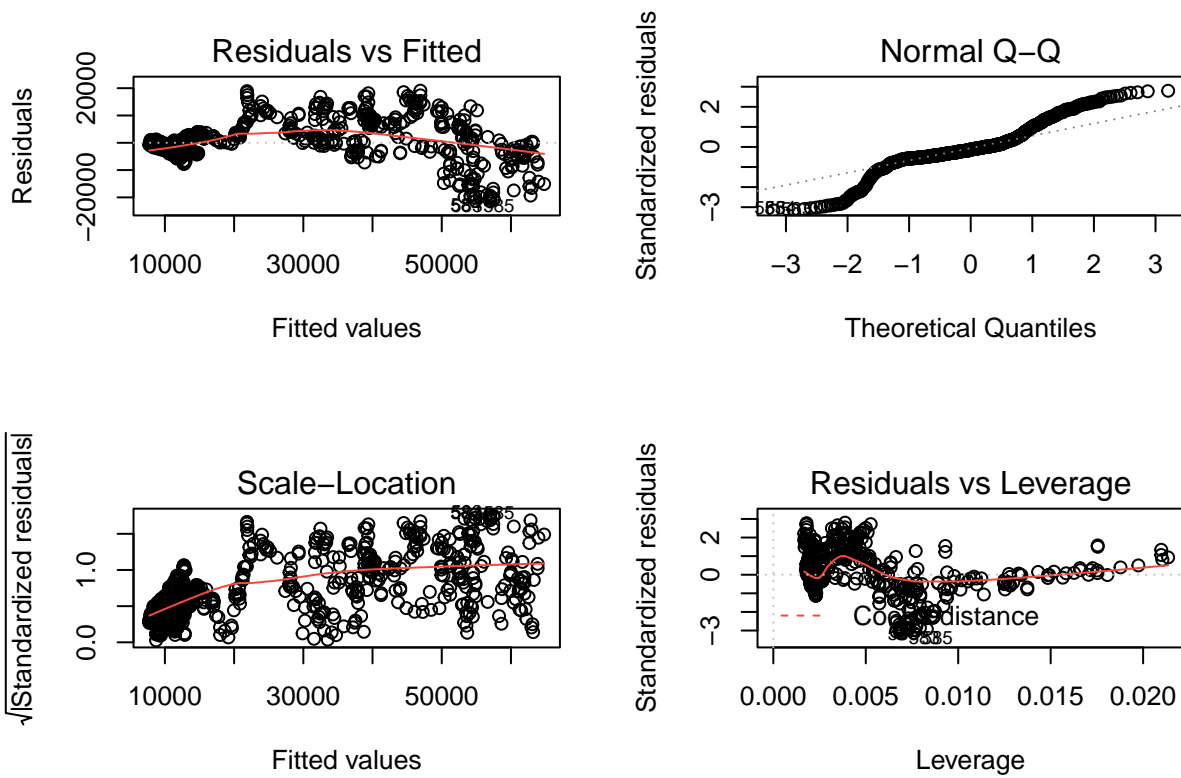 Residuals vs Fitted
Residuals
20000
−20000
10000 30000 50000
Fitted values
Normal Q−Q
Standardized residuals
2
0
−3
−3 −2 −1 0 1 2 3
Theoretical Quantiles
Scale−Location
√|Standardized residuals|
1.0
0.0
10000 30000 50000
Fitted values
Residuals vs Leverage
Standardized residuals
2
0
−3
Cook's distance
0.000 0.005 0.010 0.015 0.020
Leverage